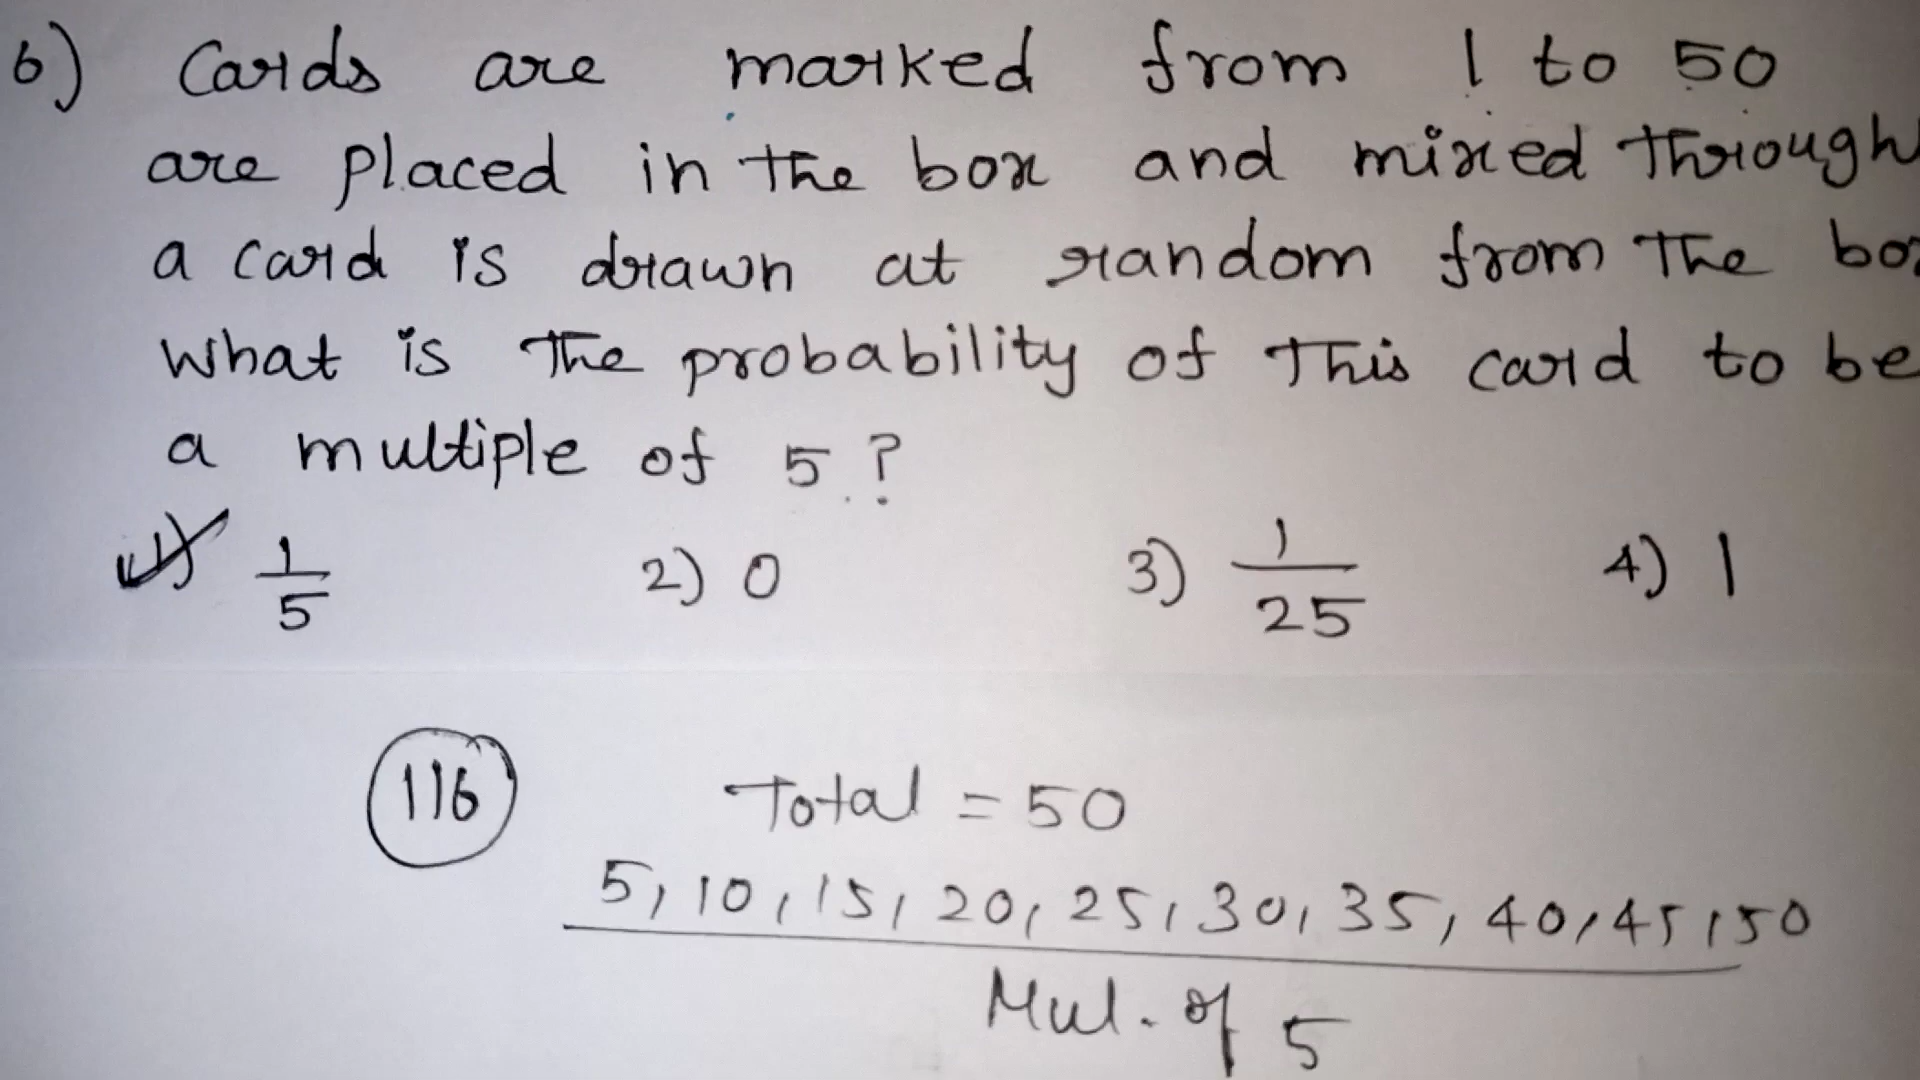 6) Cards are marked from 1 to 50
are placed in the box and mixed through
a card is drawn at random from the box
what is the probability of this card to be
a multiple of 5 ?
1) 1/5 2) 0 3) 1/25 4) 1
116 Total = 50
5, 10, 15, 20, 25, 30, 35, 40, 45, 50
Mul. of 5